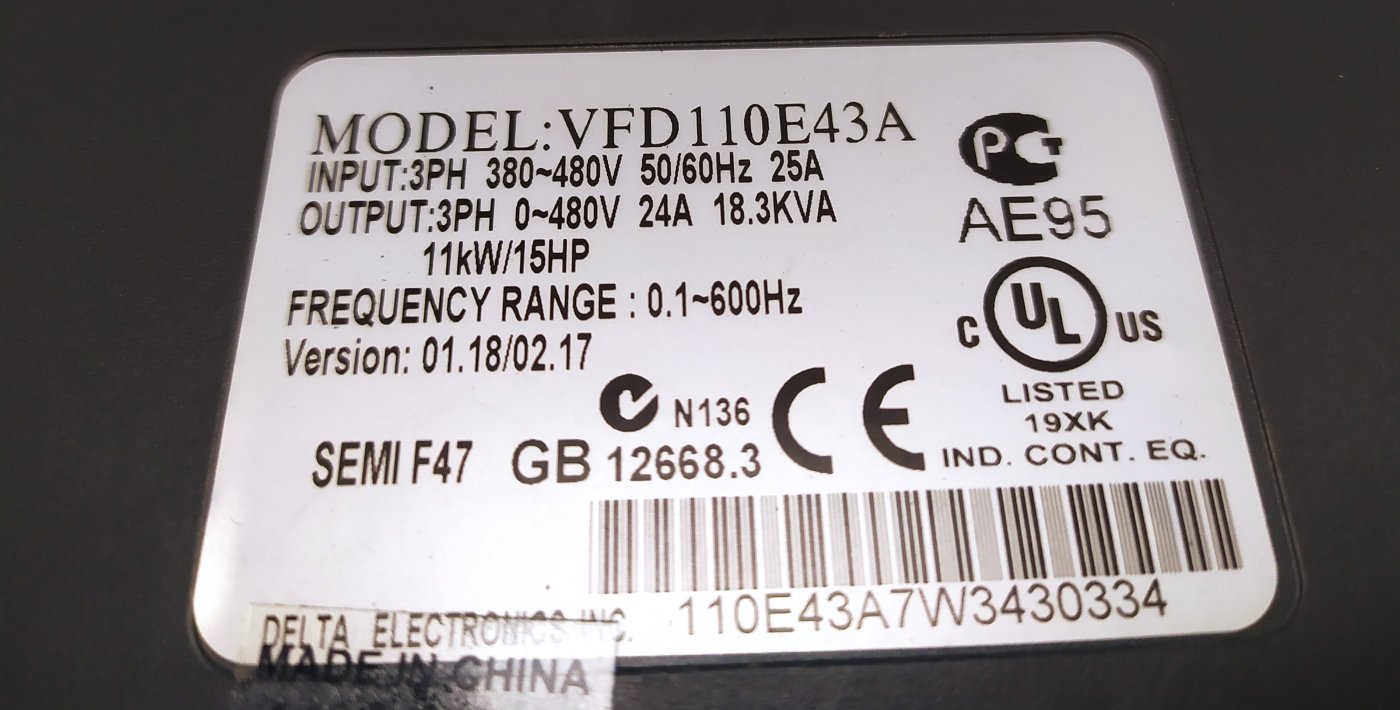 MODEL:VFD110E43A
INPUT:3PH 380~480V 50/60Hz 25A
OUTPUT:3PH 0~480V 24A 18.3KVA
11kW/15HP
FREQUENCY RANGE : 0.1~600Hz
Version: 01.18/02.17
PCT
AE95
C UL US
LISTED
19XK
IND. CONT. EQ.
N136
CE
SEMI F47 GB 12668.3
110E43A7W3430334
DELTA ELECTRONICS INC.
MADE IN CHINA